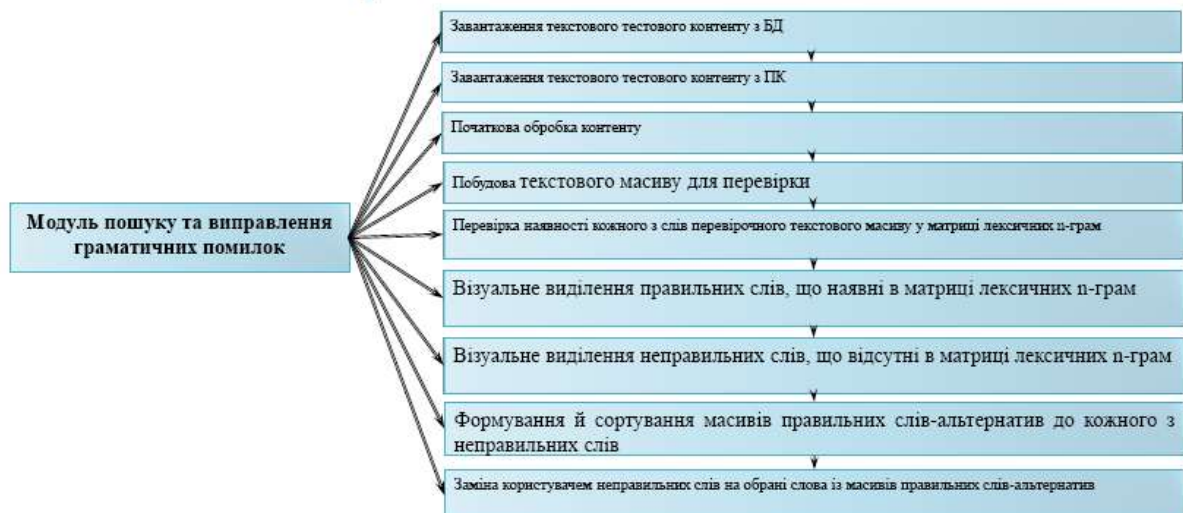 Завантаження текстового тестового контенту з БД
Завантаження текстового тестового контенту з ПК
Початкова обробка контенту
Побудова текстового масиву для перевірки
Модуль пошуку та виправлення
граматичних помилок
Перевірка наявності кожного з слів перевірочного текстового масиву у матриці лексичних n-грам
Візуальне виділення правильних слів, що наявні в матриці лексичних n-грам
Візуальне виділення неправильних слів, що відсутні в матриці лексичних n-грам
Формування й сортування масивів правильних слів-альтернатив до кожного з
неправильних слів
Заміна користувачем неправильних слів на обрані слова із масивів правильних слів-альтернатив